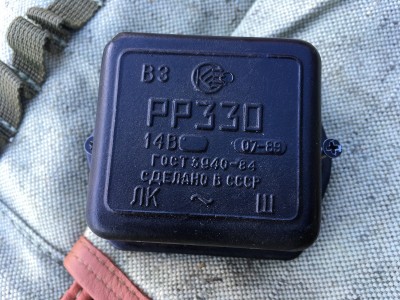 ВЗ
РР330
14В 07-89
ГОСТ 3940-84
СДЕЛАНО В СССР
ЛК ~ Ш